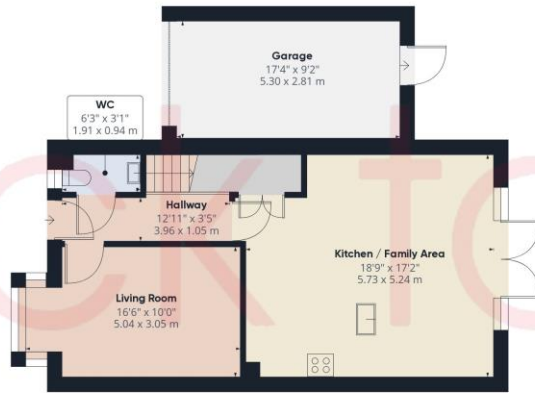 Garage
17'4" x 9'2"
5.30 x 2.81 m
WC
6'3" x 3'1"
1.91 x 0.94 m
Hallway
12'11" x 3'5"
3.96 x 1.05 m
Kitchen / Family Area
18'9" x 17'2"
5.73 x 5.24 m
Living Room
16'6" x 10'0"
5.04 x 3.05 m
ck to